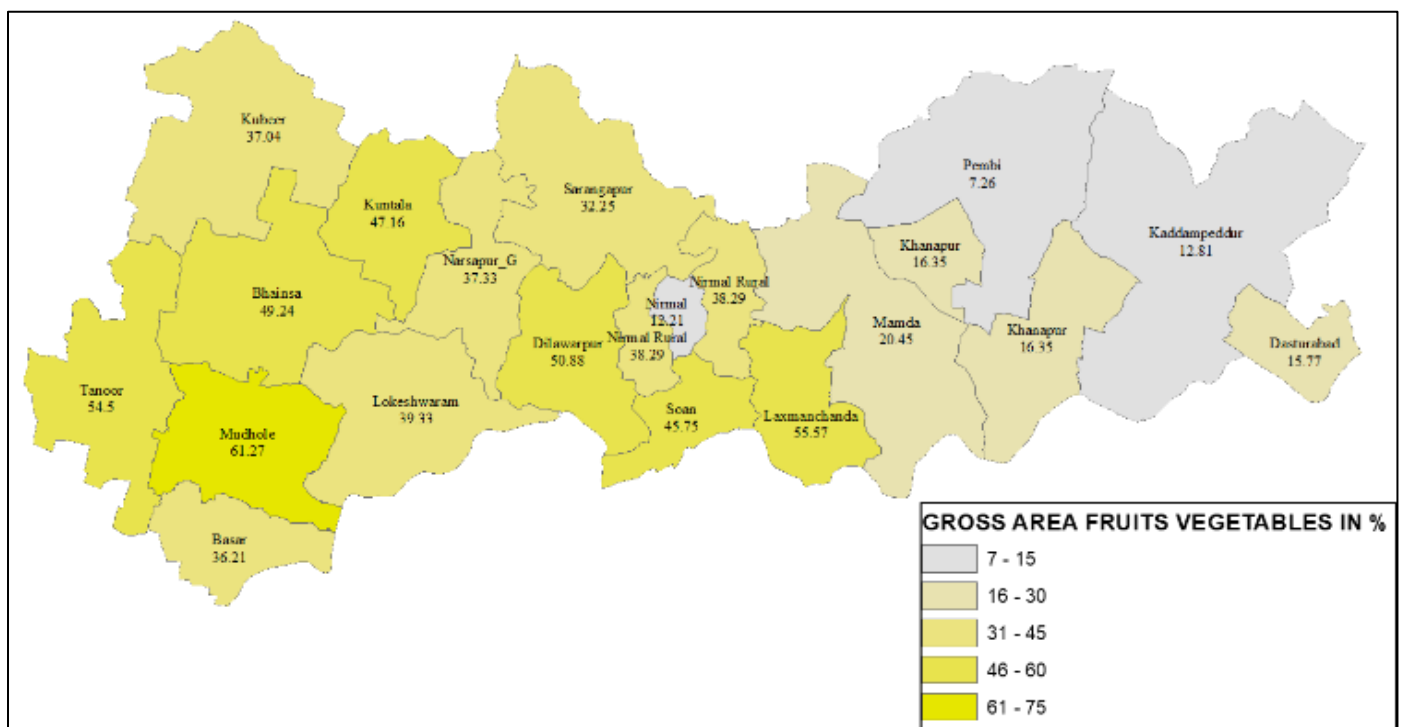 Kubeer
37.04
Kuntala
47.16
Sarangapur
32.25
Pembi
7.26
Kaddampeddur
12.81
Khanapur
16.35
Narsapur_G
37.33
Bhainsa
49.24
Nirmal Rural
38.29
Nirmal
13.21
Nirmal Rural
38.29
Dilawarpur
50.88
Mamda
20.45
Khanapur
16.35
Dasturabad
15.77
Tanoor
54.5
Lokeshwaram
39.33
Soan
45.75
Laxmanchanda
55.57
Mudhole
61.27
Basar
36.21
GROSS AREA FRUITS VEGETABLES IN %
7 - 15
16 - 30
31 - 45
46 - 60
61 - 75